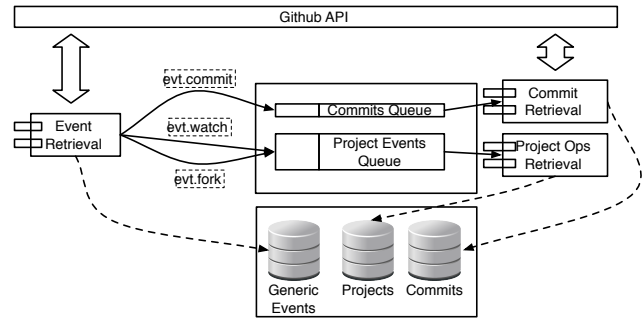 Github API
evt.commit
Event
Retrieval
evt.watch
evt.fork
Commits Queue
Project Events
Queue
Commit
Retrieval
Project Ops
Retrieval
Generic
Events
Projects
Commits